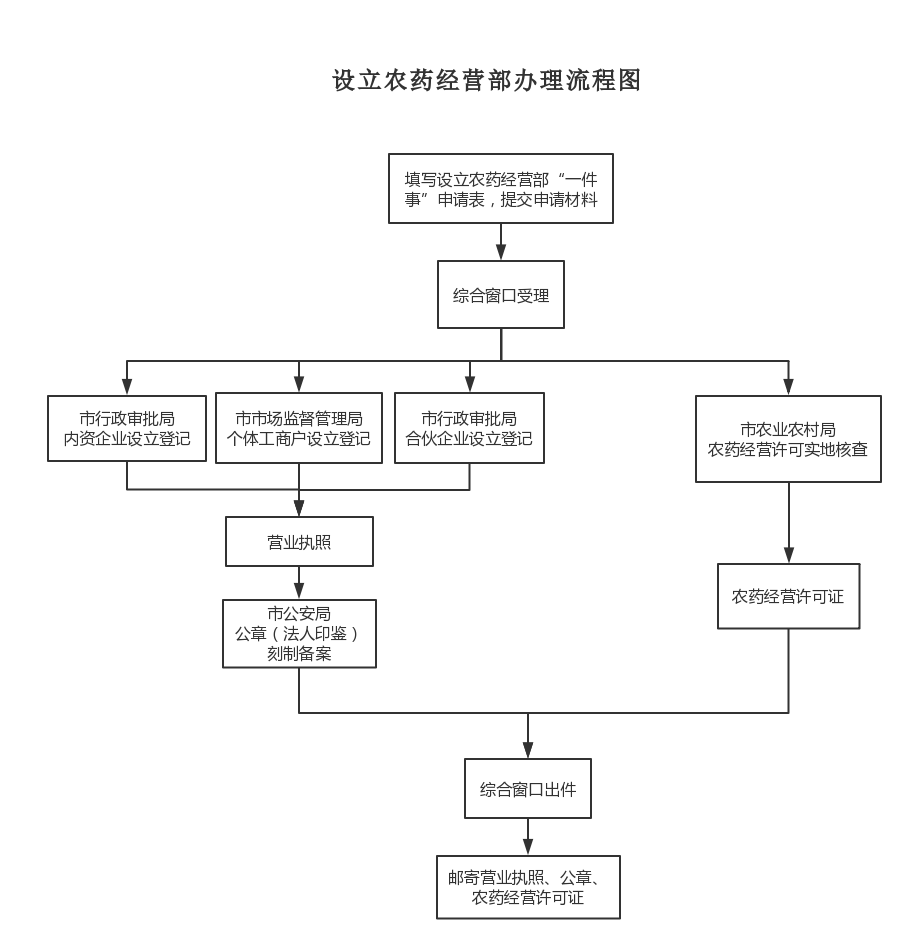 设立农药经营部办理流程图
填写设立农药经营部“一件
事”申请表，提交申请材料
综合窗口受理
市行政审批局
内资企业设立登记
市市场监督管理局
个体工商户设立登记
市行政审批局
合伙企业设立登记
市农业农村局
农药经营许可实地核查
营业执照
农药经营许可证
市公安局
公章（法人印鉴）
刻制备案
综合窗口出件
邮寄营业执照、公章、
农药经营许可证